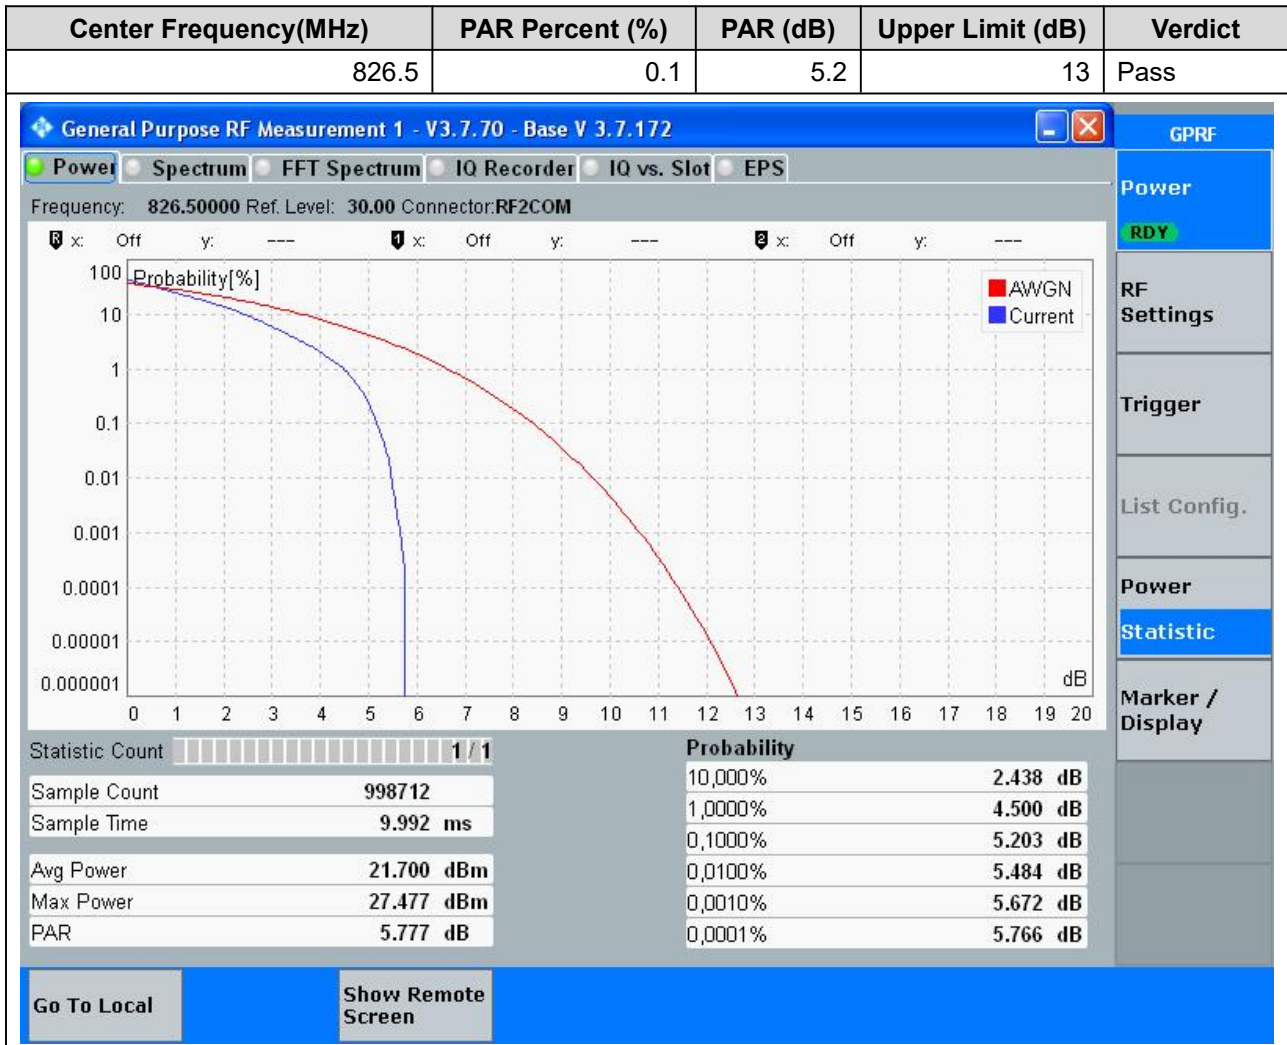 Center Frequency(MHz) PAR Percent (%) PAR (dB) Upper Limit (dB) Verdict
826.5 0.1 5.2 13 Pass
General Purpose RF Measurement 1 - V3.7.70 - Base V 3.7.172
GPRF
Power Spectrum FFT Spectrum IQ Recorder IQ vs. Slot EPS
Frequency: 826.50000 Ref. Level: 30.00 Connector:RF2COM
R x: Off y: --- 1 x: Off y: --- 2 x: Off y: ---
Probability[%]
100
10
1
0.1
0.01
0.001
0.0001
0.00001
0.000001
AWGN
Current
dB
0 1 2 3 4 5 6 7 8 9 10 11 12 13 14 15 16 17 18 19 20
Statistic Count 1 / 1
Sample Count 998712
Sample Time 9.992 ms
Avg Power 21.700 dBm
Max Power 27.477 dBm
PAR 5.777 dB
Probability
10,000% 2.438 dB
1,0000% 4.500 dB
0,1000% 5.203 dB
0,0100% 5.484 dB
0,0010% 5.672 dB
0,0001% 5.766 dB
Power
RDY
RF
Settings
Trigger
List Config.
Power
Statistic
Marker /
Display
Go To Local
Show Remote
Screen